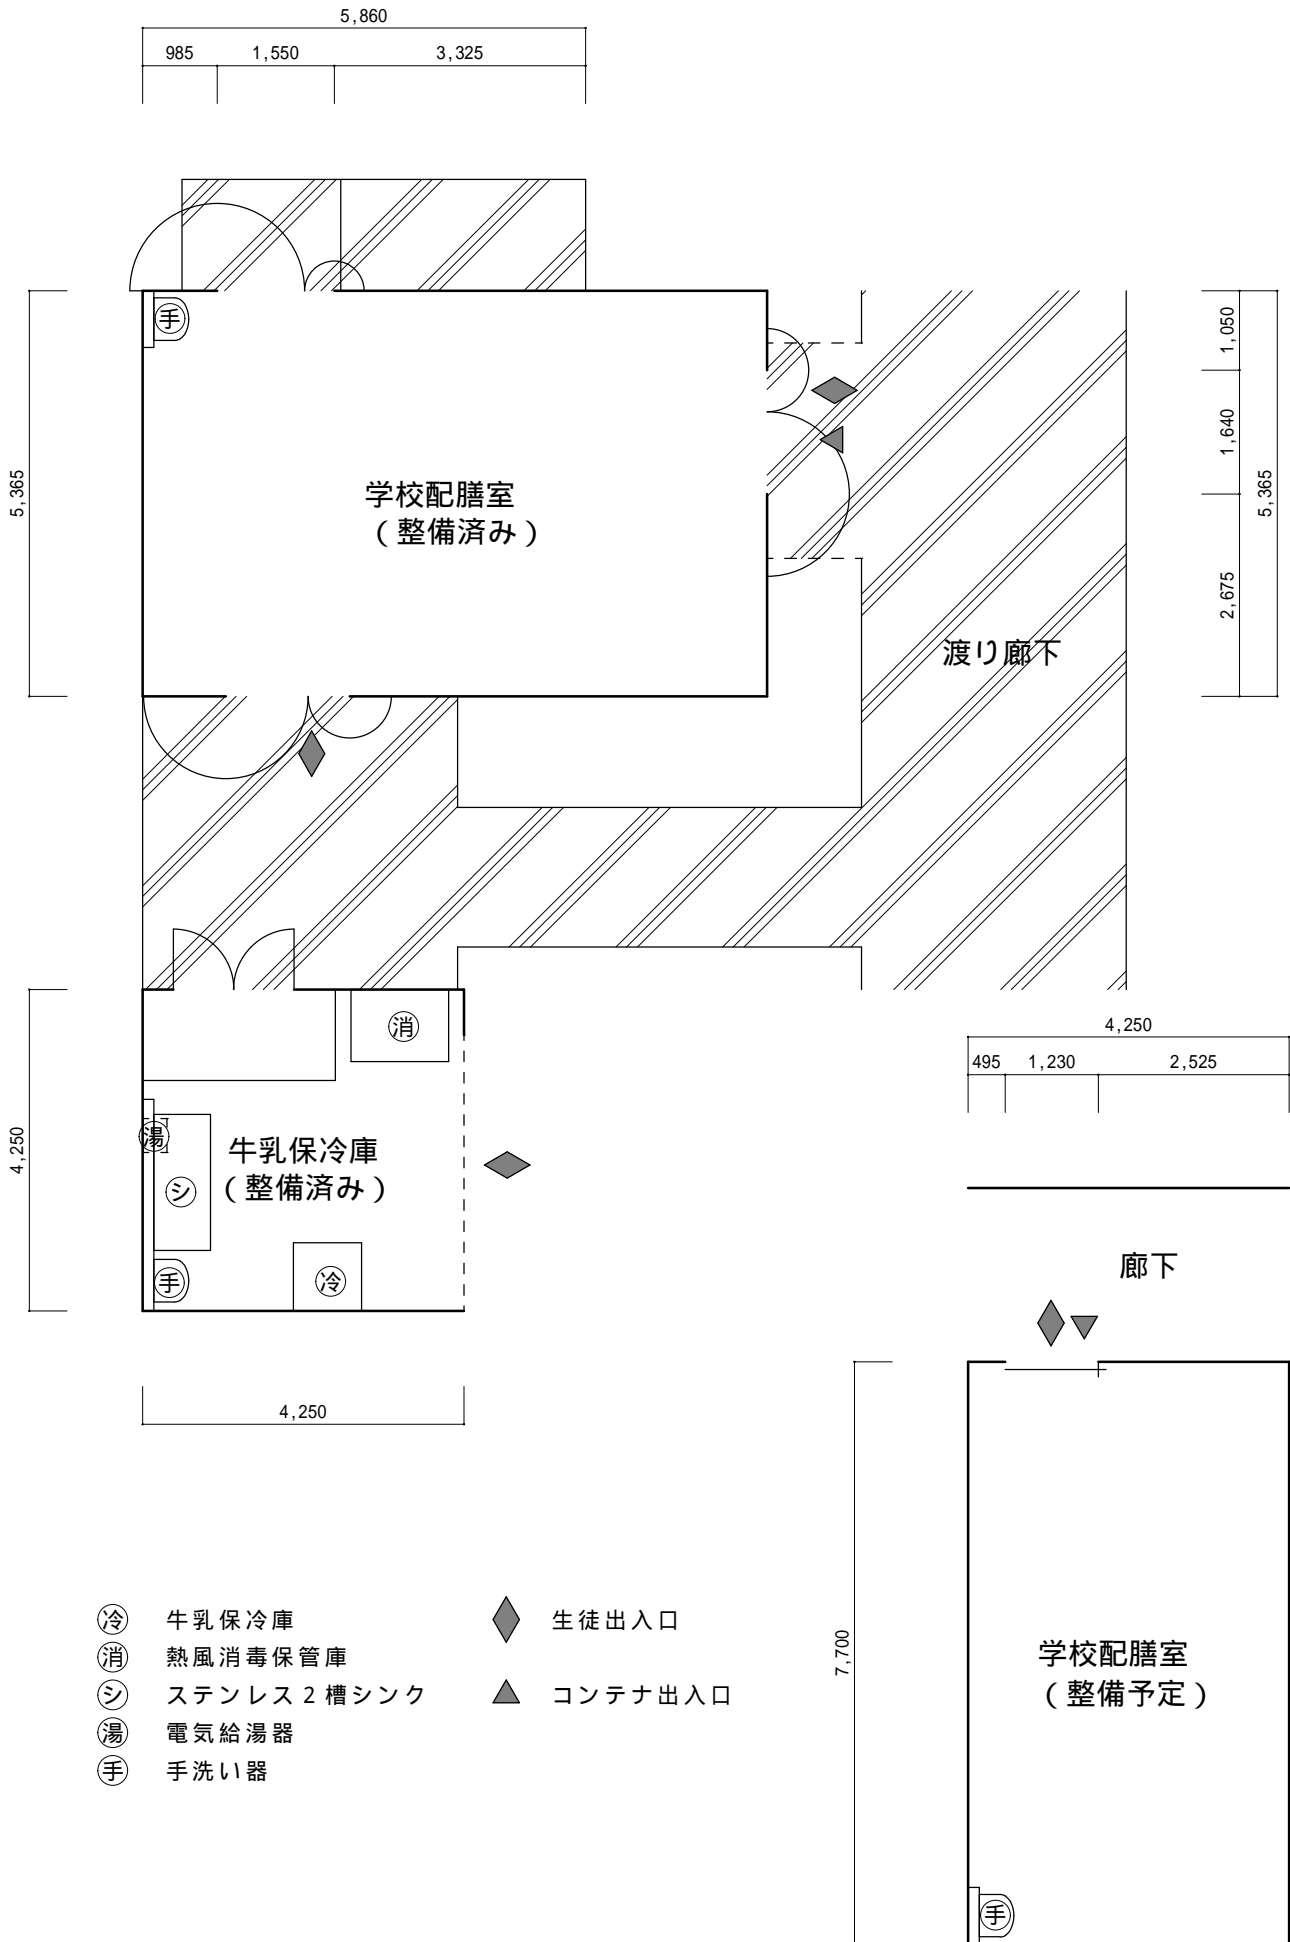 5,860
985
1,550
3,325
手
1,050
1,640
5,365
5,365
2,675
学校配膳室
（整備済み）
渡り廊下
消
4,250
495
1,230
2,525
湯
牛乳保冷庫
（整備済み）
シ
4,250
手
冷
廊下
4,250
7,700
学校配膳室
（整備予定）
冷 牛乳保冷庫
消 熱風消毒保管庫
シ ステンレス２槽シンク
湯 電気給湯器
手 手洗い器
生徒出入口
コンテナ出入口
手